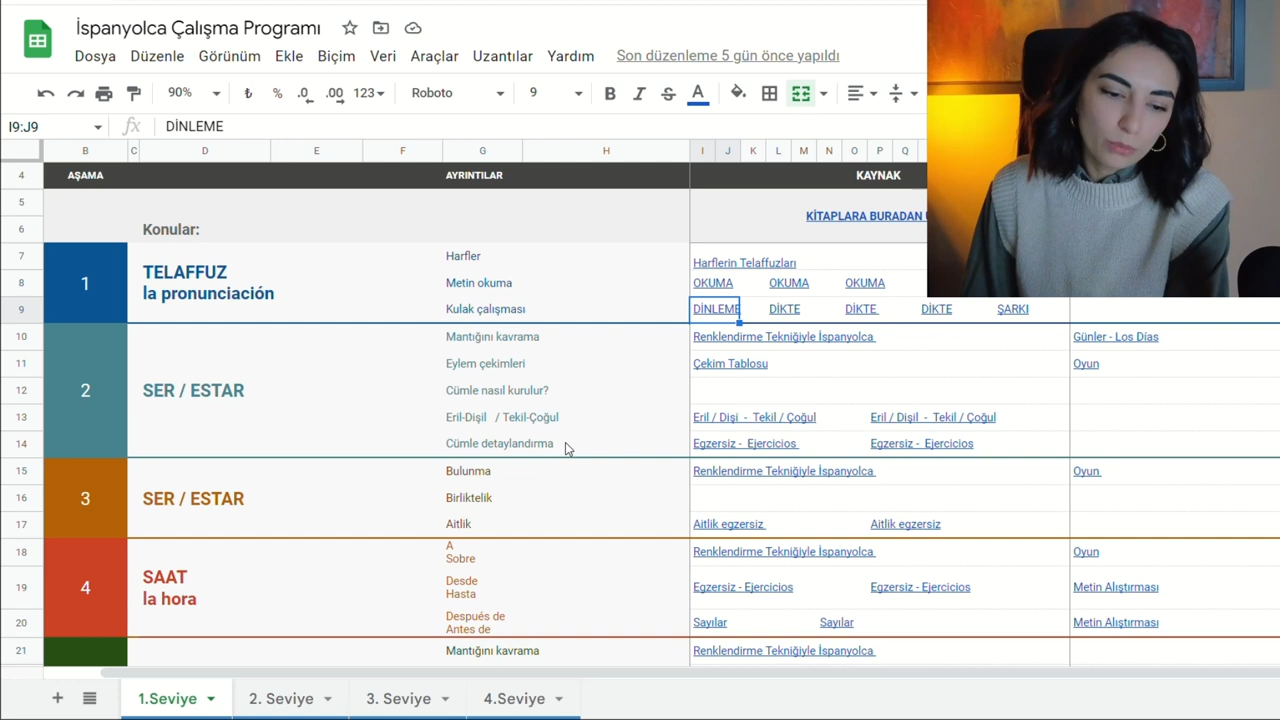 İspanyolca Çalışma Programı
Dosya Düzenle Görünüm Ekle Biçim Veri Araçlar Uzantılar Yardım Son düzenleme 5 gün önce yapıldı
90% ₺ % .0 .00 123 Roboto 9 B I S A
I9:J9 fx DİNLEME
B C D E F G H I J K L M N O P Q
4 AŞAMA AYRINTILAR KAYNAK
5 KİTAPLARA BURADAN
6 Konular:
7 Harfler Harflerin Telaffuzları
1 TELAFFUZ
8 Metin okuma OKUMA OKUMA OKUMA
la pronunciación
9 Kulak çalışması DİNLEME DİKTE DİKTE DİKTE ŞARKI
10 Mantığını kavrama Renklendirme Tekniğiyle İspanyolca Günler - Los Días
11 Eylem çekimleri Çekim Tablosu Oyun
12 2 SER / ESTAR Cümle nasıl kurulur?
13 Eril-Dişil / Tekil-Çoğul Eril / Dişi - Tekil / Çoğul Eril / Dişil - Tekil / Çoğul
14 Cümle detaylandırma Egzersiz - Ejercicios Egzersiz - Ejercicios
15 Bulunma Renklendirme Tekniğiyle İspanyolca Oyun
16 3 SER / ESTAR Birliktelik
17 Aitlik Aitlik egzersiz Aitlik egzersiz
18 A Renklendirme Tekniğiyle İspanyolca Oyun
Sobre
4 SAAT
19 Desde Egzersiz - Ejercicios Egzersiz - Ejercicios Metin Alıştırması
Hasta
la hora
20 Después de Sayılar Sayılar Metin Alıştırması
Antes de
21 Mantığını kavrama Renklendirme Tekniğiyle İspanyolca
+ 1.Seviye 2. Seviye 3. Seviye 4.Seviye